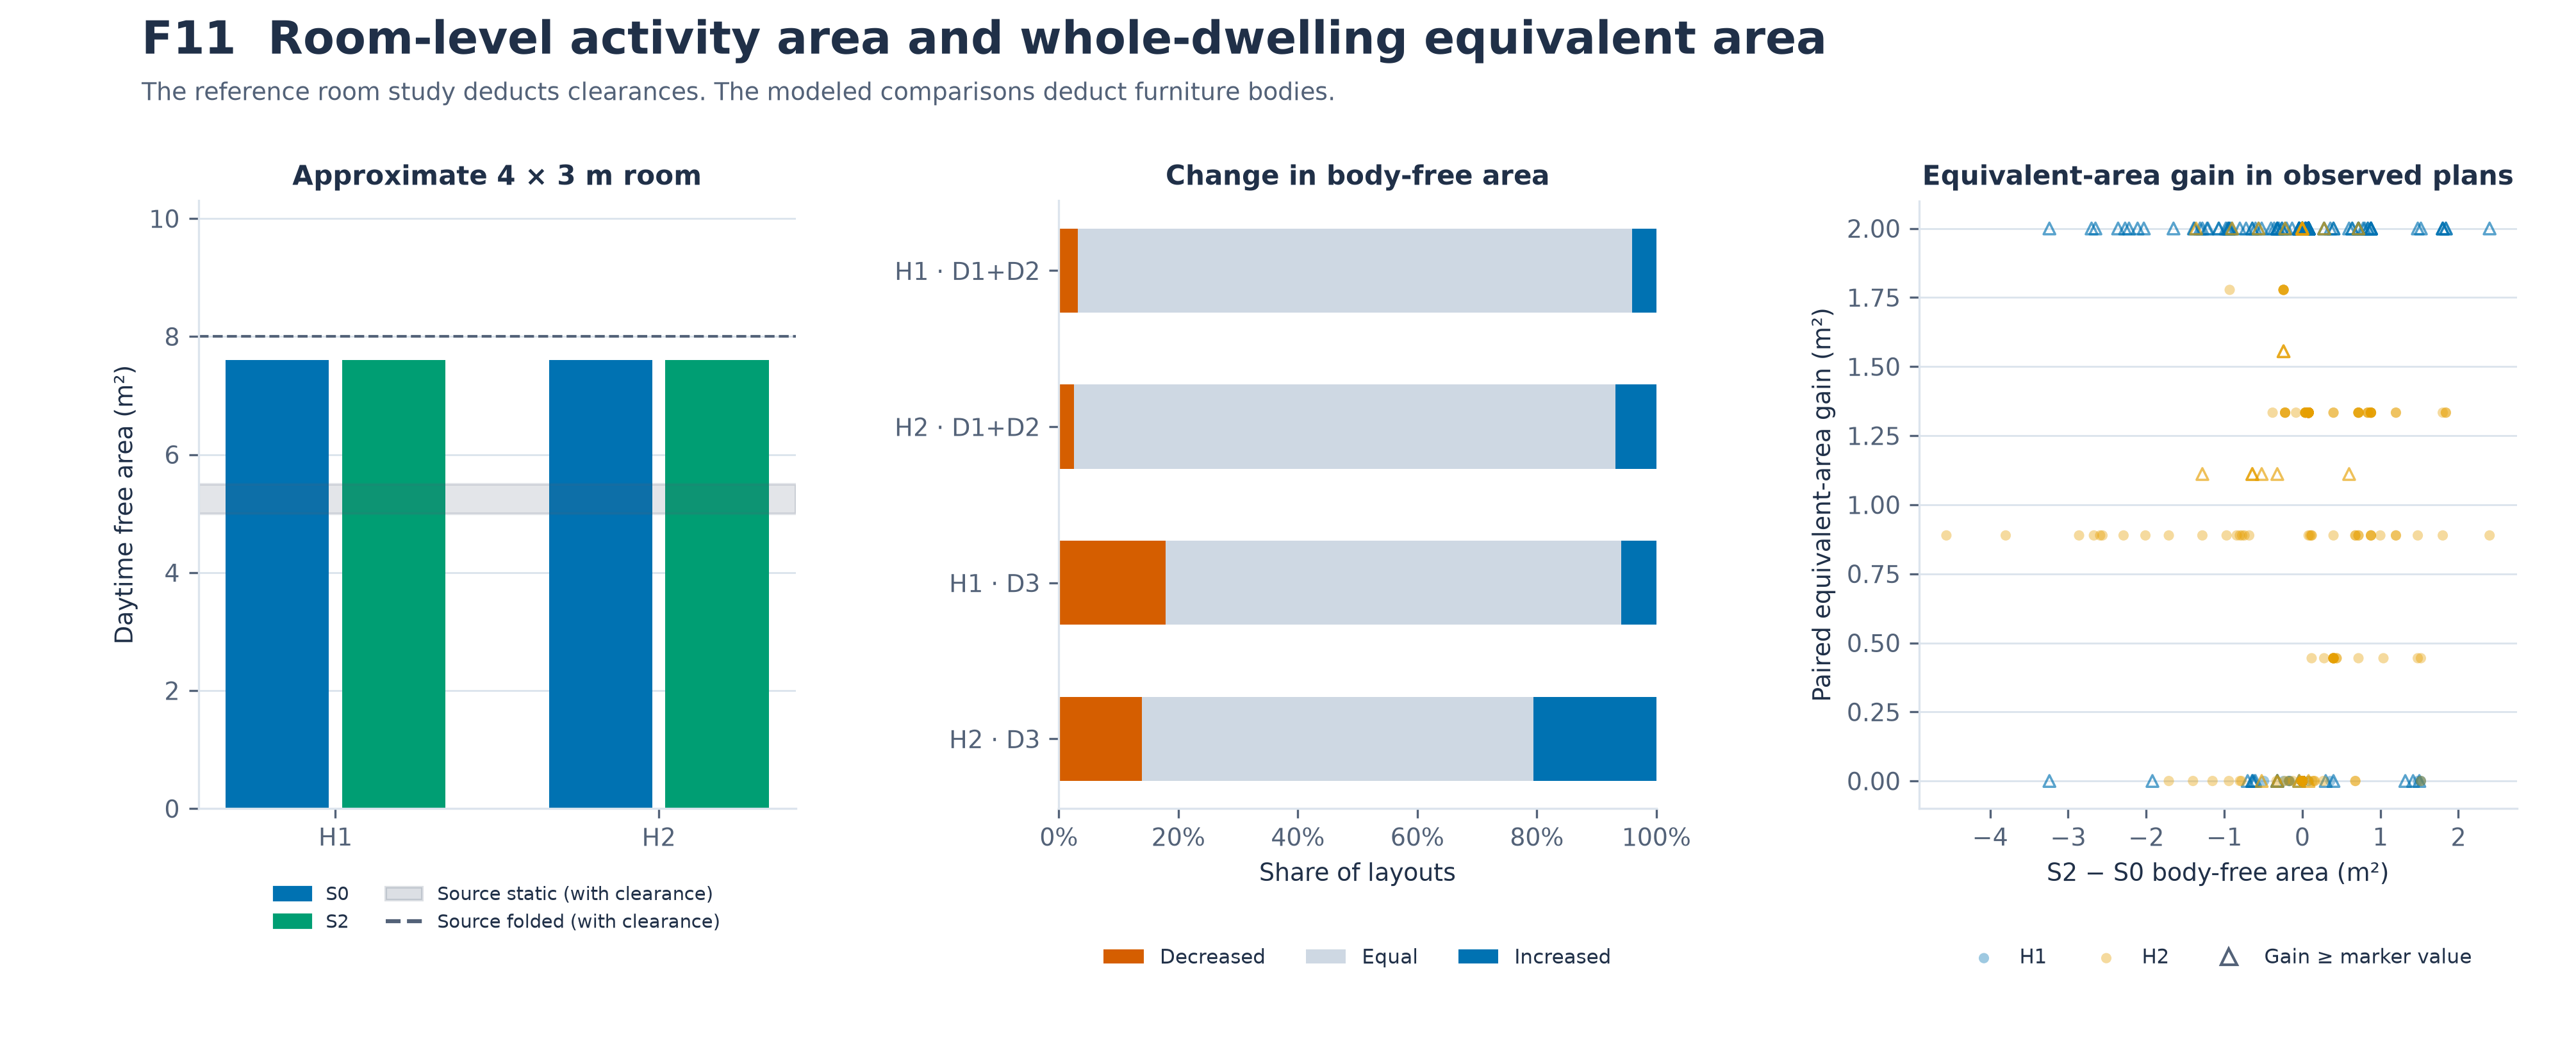 F11 Room-level activity area and whole-dwelling equivalent area
The reference room study deducts clearances. The modeled comparisons deduct furniture bodies.
Approximate 4 × 3 m room
Daytime free area (m²)
10
8
6
4
2
0
H1
H2
S0
S2
Source static (with clearance)
Source folded (with clearance)
Change in body-free area
H1 · D1+D2
H2 · D1+D2
H1 · D3
H2 · D3
0%
20%
40%
60%
80%
100%
Share of layouts
Decreased
Equal
Increased
Equivalent-area gain in observed plans
Paired equivalent-area gain (m²)
2.00
1.75
1.50
1.25
1.00
0.75
0.50
0.25
0.00
−4
−3
−2
−1
0
1
2
S2 − S0 body-free area (m²)
H1
H2
Gain ≥ marker value